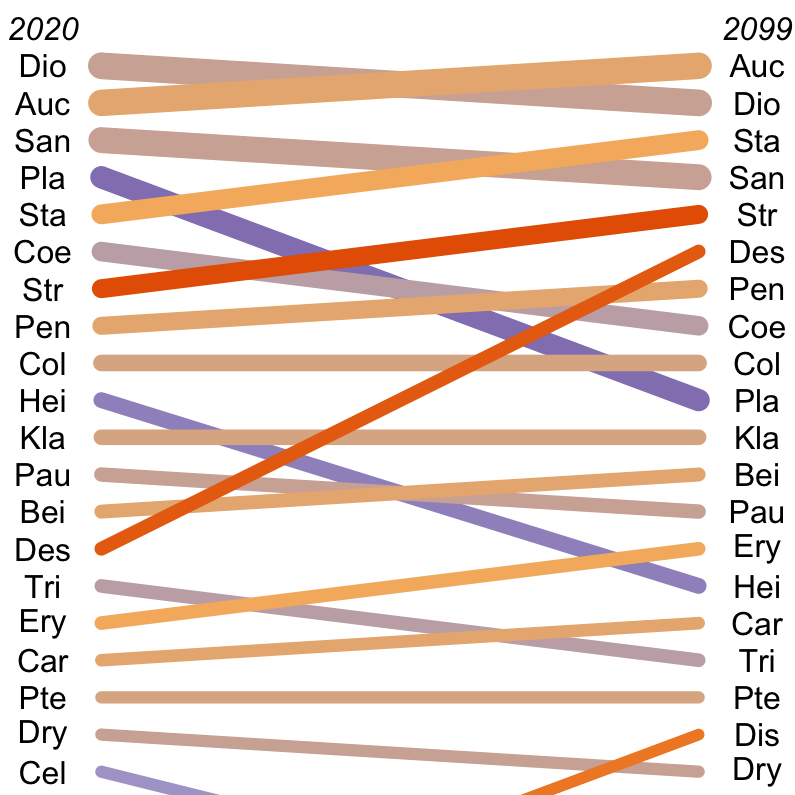 2020 2099
Dio Auc
Auc Dio
San Sta
Pla San
Sta Str
Coe Des
Str Pen
Pen Coe
Col Col
Hei Pla
Kla Kla
Pau Bei
Bei Pau
Des Ery
Tri Hei
Ery Car
Car Tri
Pte Pte
Dry Dis
Cel Dry